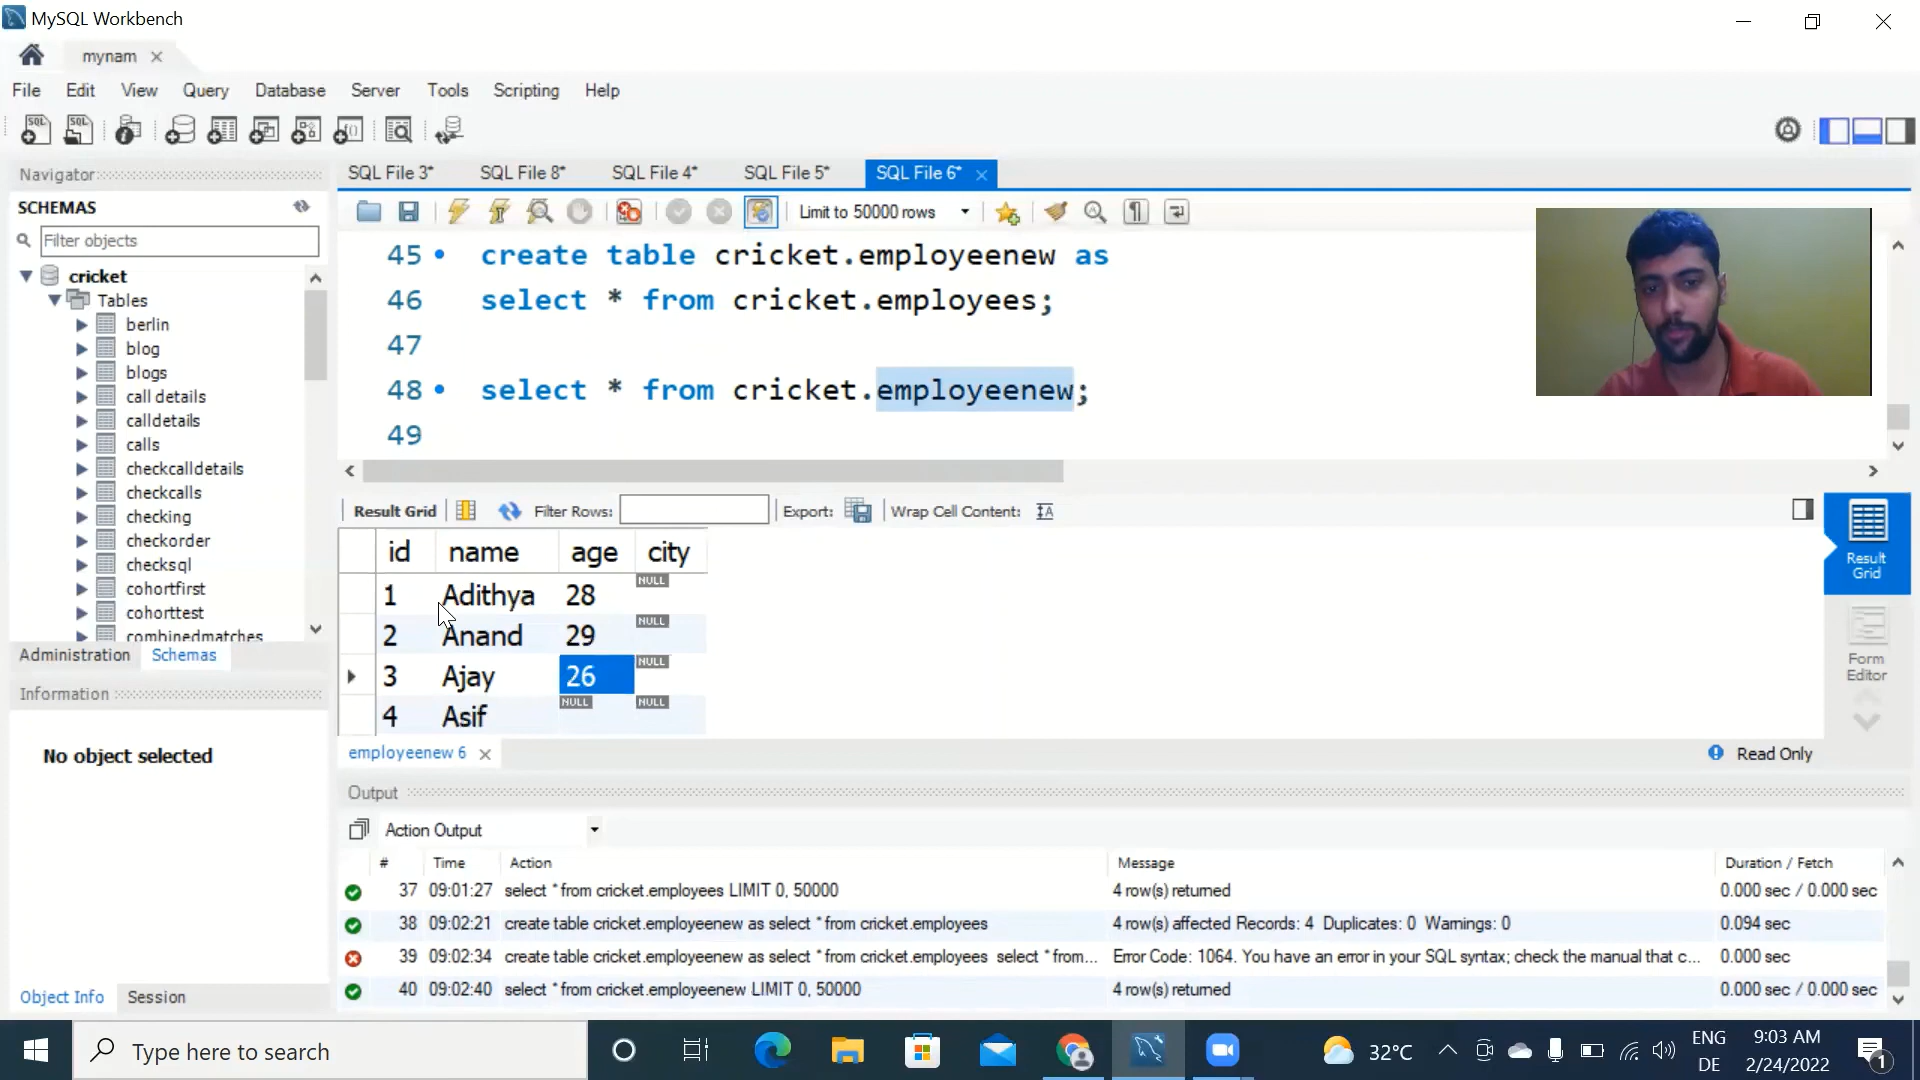 MySQL Workbench
mynam
File Edit View Query Database Server Tools Scripting Help
Navigator
SQL File 3* SQL File 8* SQL File 4* SQL File 5* SQL File 6*
SCHEMAS
Limit to 50000 rows
Filter objects
cricket
Tables
berlin
blog
blogs
call details
calldetails
calls
checkcalldetails
checkcalls
checking
checkorder
checksql
cohortfirst
cohorttest
combinedmatches
45 create table cricket.employeenew as
46 select * from cricket.employees;
47
48 select * from cricket.employeenew;
49
Result Grid Filter Rows: Export: Wrap Cell Content:
id name age city
1 Adithya 28 NULL
2 Anand 29 NULL
3 Ajay 26 NULL
4 Asif NULL NULL
Result Grid
Form Editor
Administration Schemas
Information
No object selected
employeenew 6
Read Only
Output
Action Output
# Time Action Message Duration / Fetch
37 09:01:27 select * from cricket.employees LIMIT 0, 50000 4 row(s) returned 0.000 sec / 0.000 sec
38 09:02:21 create table cricket.employeenew as select * from cricket.employees 4 row(s) affected Records: 4 Duplicates: 0 Warnings: 0 0.094 sec
39 09:02:34 create table cricket.employeenew as select * from cricket.employees select * from... Error Code: 1064. You have an error in your SQL syntax; check the manual that c... 0.000 sec
40 09:02:40 select * from cricket.employeenew LIMIT 0, 50000 4 row(s) returned 0.000 sec / 0.000 sec
Object Info Session
Type here to search
32°C
ENG
DE
9:03 AM
2/24/2022
1